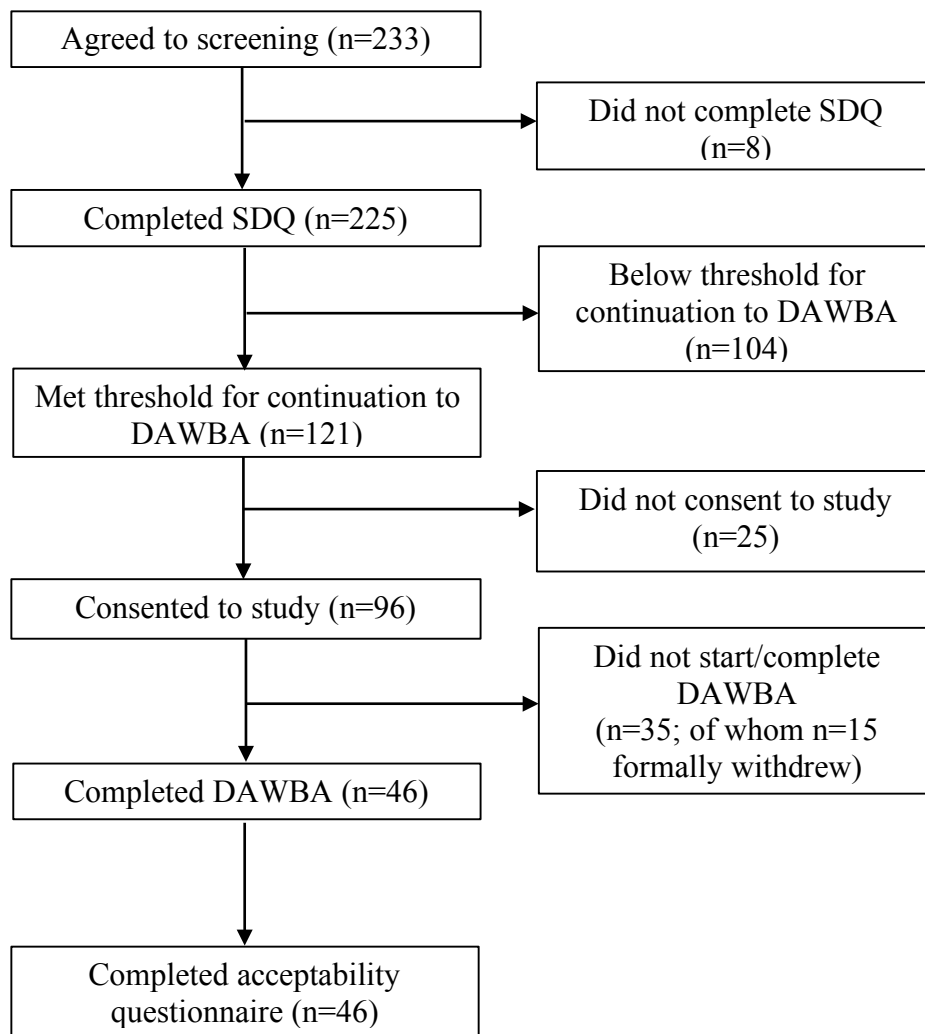 Agreed to screening (n=233)
Did not complete SDQ
(n=8)
Completed SDQ (n=225)
Below threshold for
continuation to DAWBA
(n=104)
Met threshold for continuation to
DAWBA (n=121)
Did not consent to study
(n=25)
Consented to study (n=96)
Did not start/complete
DAWBA
(n=35; of whom n=15
formally withdrew)
Completed DAWBA (n=46)
Completed acceptability
questionnaire (n=46)